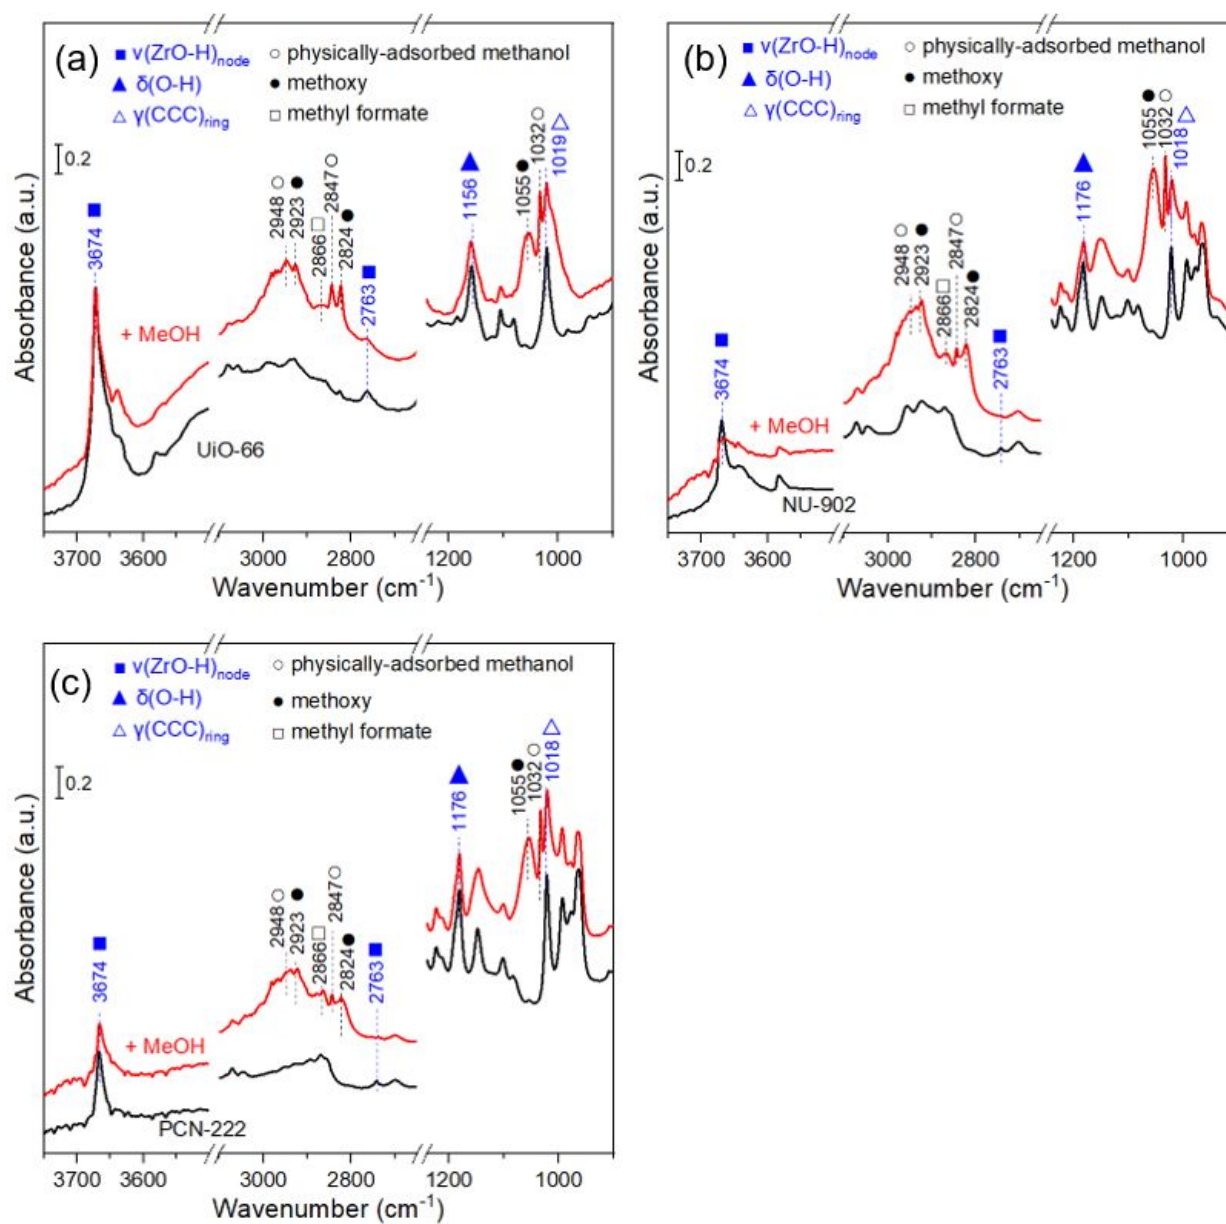 (a)
■ v(ZrO-H)node
▲ δ(O-H)
△ γ(CCC)ring
○ physically-adsorbed methanol
● methoxy
□ methyl formate
0.2
3674
2948○
2923●
2866□
2847○
2824●
2763
1156
1055●
1032○
1019△
+ MeOH
UiO-66
Absorbance (a.u.)
3700 3600 3000 2800 1200 1000
Wavenumber (cm-1)
(b)
■ v(ZrO-H)node
▲ δ(O-H)
△ γ(CCC)ring
○ physically-adsorbed methanol
● methoxy
□ methyl formate
0.2
3674
2948○
2923●
2866□
2847○
2824●
2763
1176
1055●
1032○
1018△
+ MeOH
NU-902
Absorbance (a.u.)
3700 3600 3000 2800 1200 1000
Wavenumber (cm-1)
(c)
■ v(ZrO-H)node
▲ δ(O-H)
△ γ(CCC)ring
○ physically-adsorbed methanol
● methoxy
□ methyl formate
0.2
3674
2948○
2923●
2866□
2847○
2824●
2763
1176
1055●
1032○
1018△
+ MeOH
PCN-222
Absorbance (a.u.)
3700 3600 3000 2800 1200 1000
Wavenumber (cm-1)